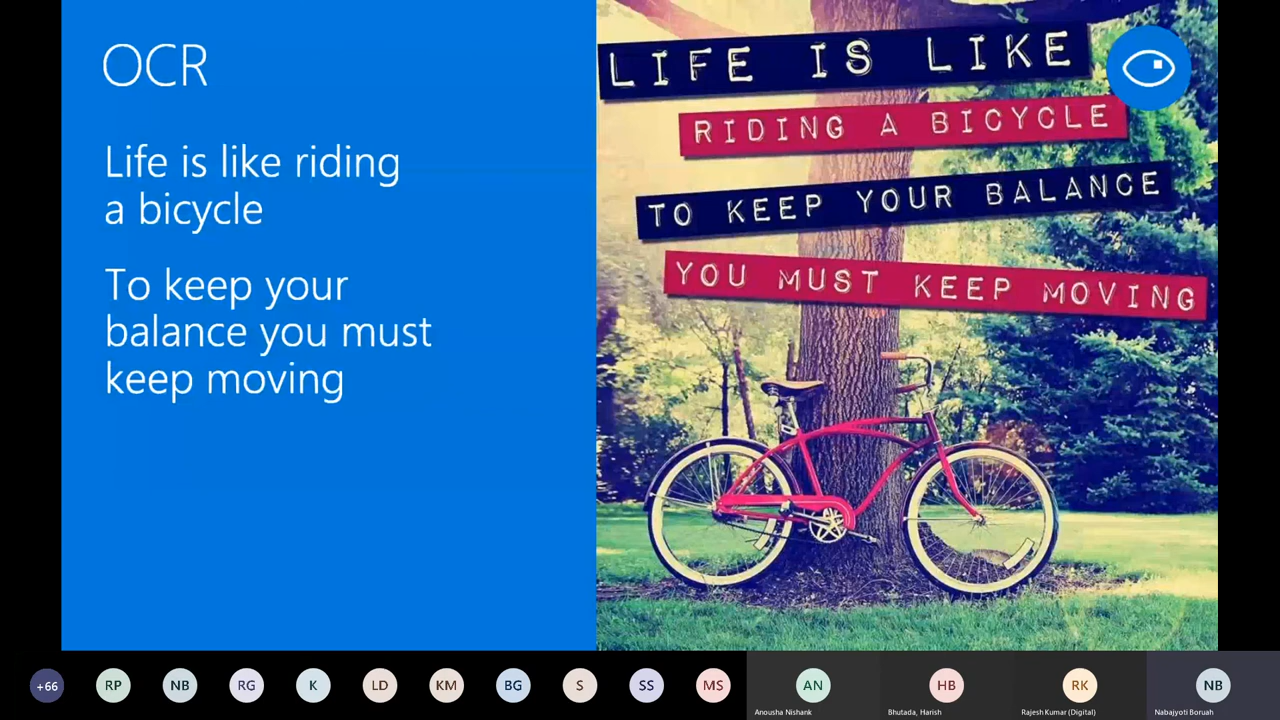 OCR
Life is like riding
a bicycle
To keep your
balance you must
keep moving
LIFE IS LIKE
RIDING A BICYCLE
TO KEEP YOUR BALANCE
YOU MUST KEEP MOVING
+66 RP NB RG K LD KM BG S SS MS AN HB RK NB
Anousha Nishank Bhutada, Harish Rajesh Kumar (Digital) Nabajyoti Boruah